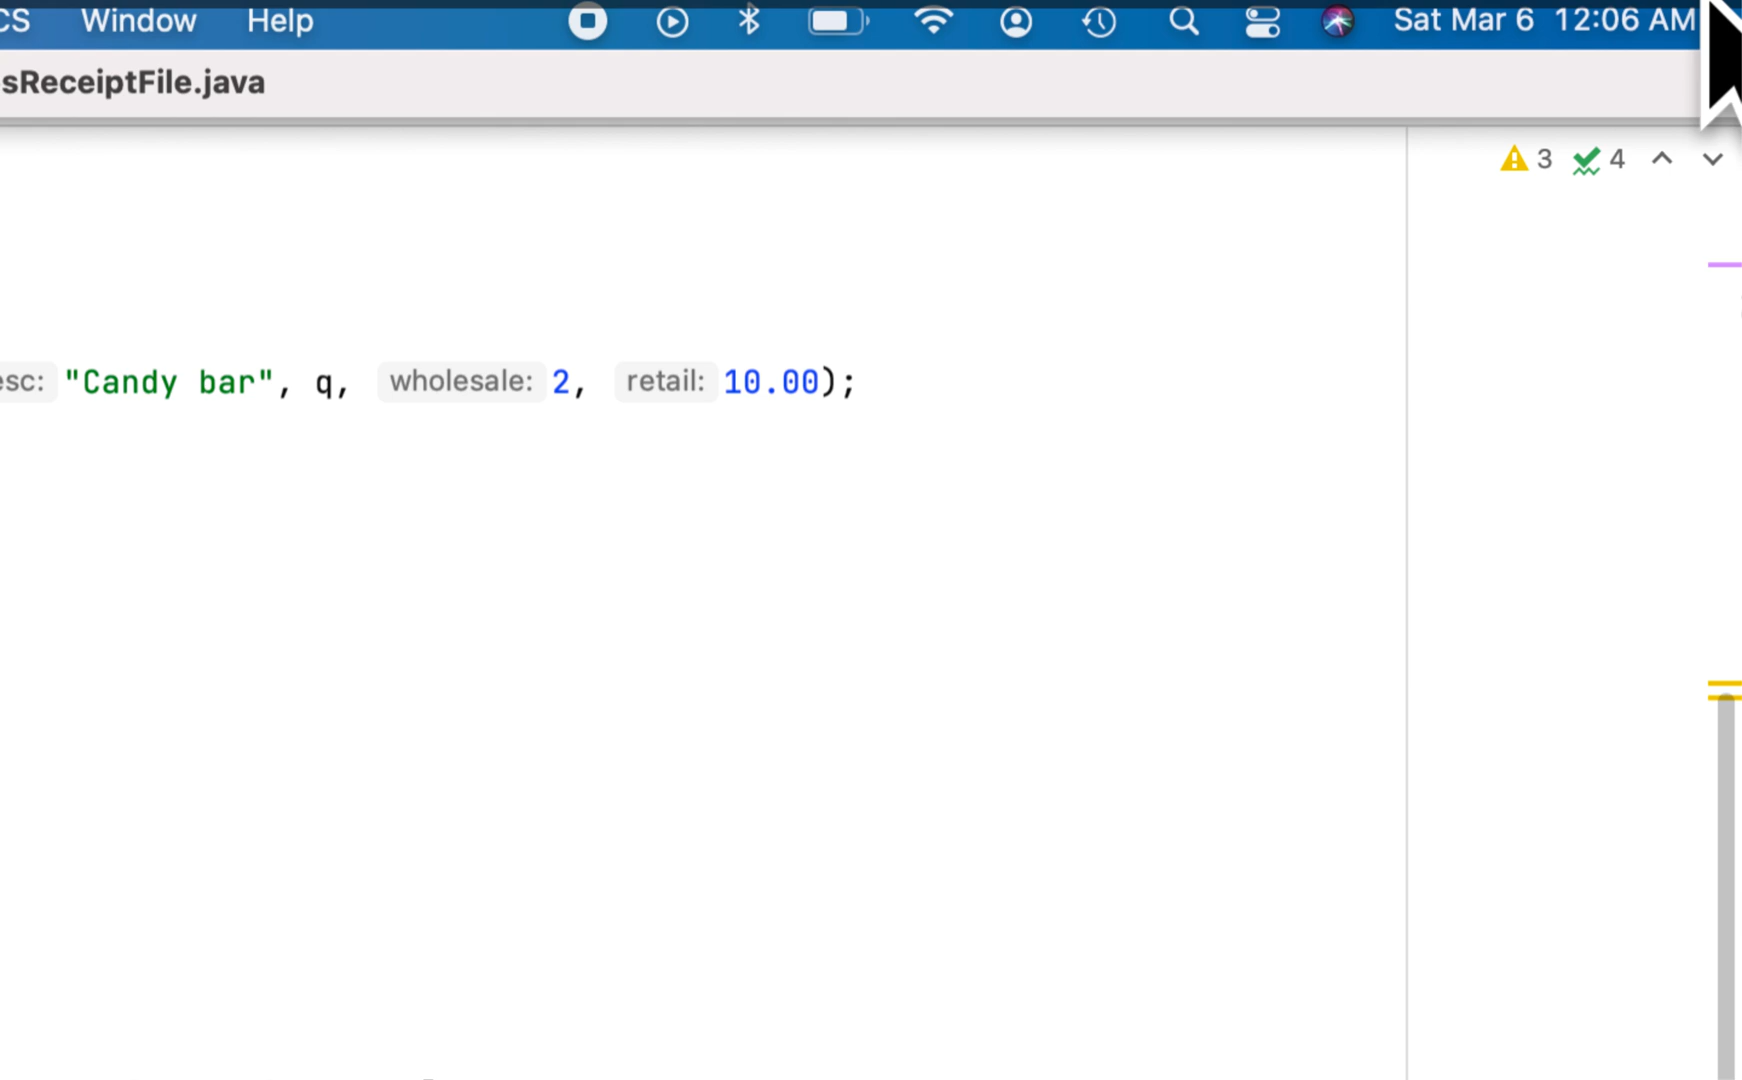 CS Window Help Sat Mar 6 12:06 AM
sReceiptFile.java
3 4
esc: "Candy bar", q, wholesale: 2, retail: 10.00);